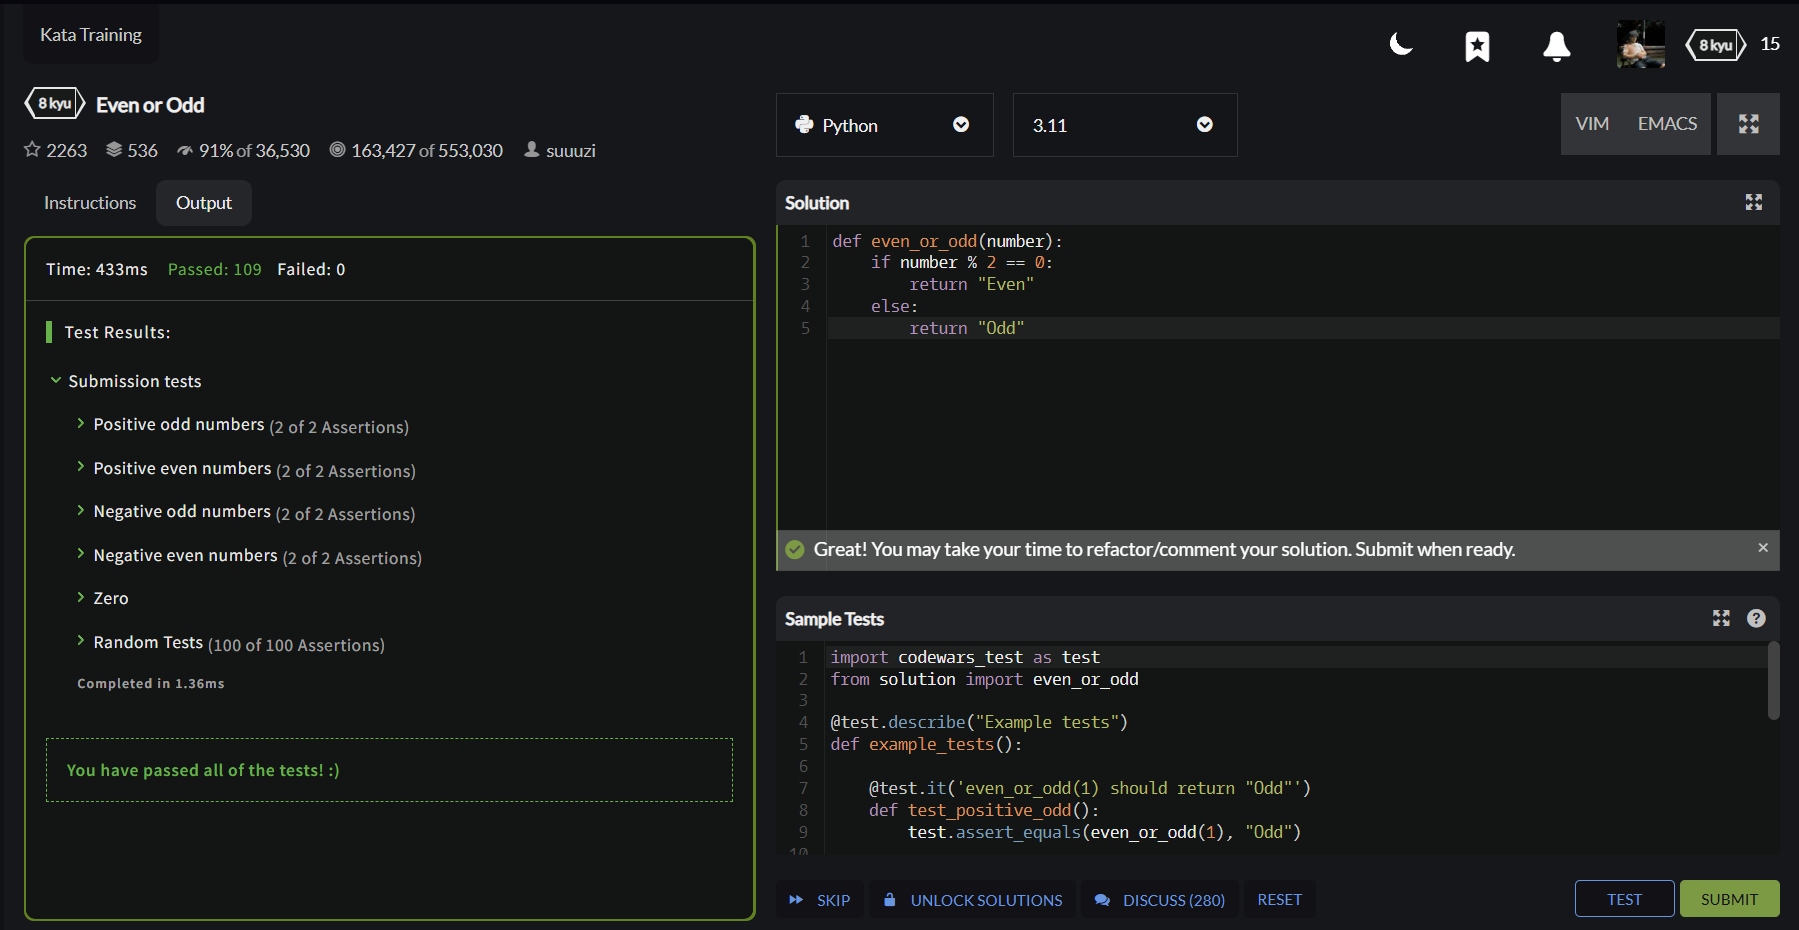 Kata Training
8 kyu 15
8 kyu Even or Odd
2263 536 91% of 36,530 163,427 of 553,030 suuuzi
Python 3.11 VIM EMACS
Instructions Output
Time: 433ms Passed: 109 Failed: 0
Test Results:
Submission tests
Positive odd numbers (2 of 2 Assertions)
Positive even numbers (2 of 2 Assertions)
Negative odd numbers (2 of 2 Assertions)
Negative even numbers (2 of 2 Assertions)
Zero
Random Tests (100 of 100 Assertions)
Completed in 1.36ms
You have passed all of the tests! :)
Solution
1 def even_or_odd(number):
2     if number % 2 == 0:
3         return "Even"
4     else:
5         return "Odd"
Great! You may take your time to refactor/comment your solution. Submit when ready. ×
Sample Tests ?
1 import codewars_test as test
2 from solution import even_or_odd
3
4 @test.describe("Example tests")
5 def example_tests():
6
7     @test.it('even_or_odd(1) should return "Odd"')
8     def test_positive_odd():
9         test.assert_equals(even_or_odd(1), "Odd")
10
SKIP UNLOCK SOLUTIONS DISCUSS (280) RESET TEST SUBMIT